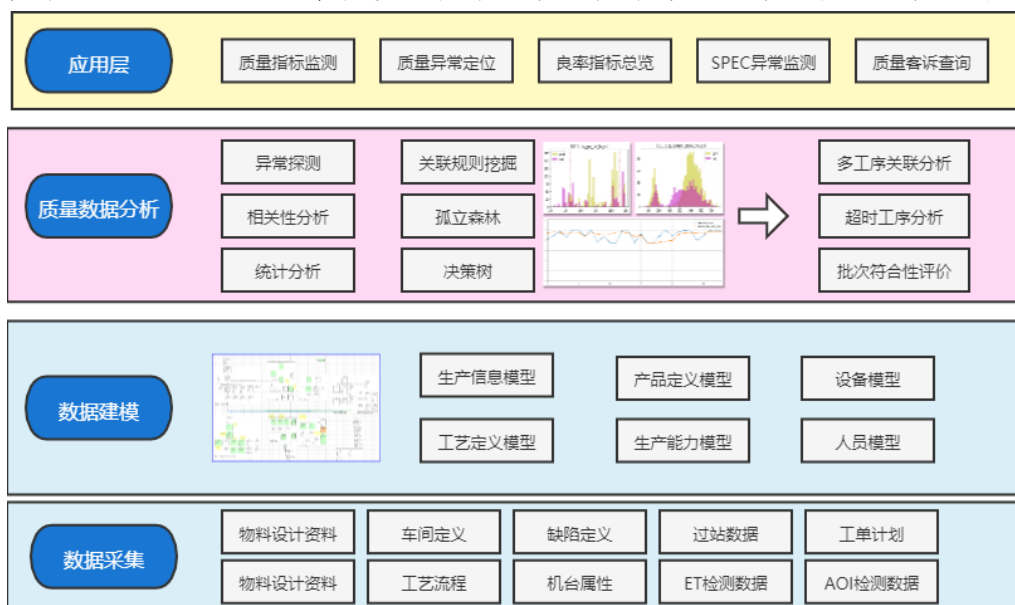 应用层
质量指标监测
质量异常定位
良率指标总览
SPEC异常监测
质量客诉查询
质量数据分析
异常探测
关联规则挖掘
多工序关联分析
相关性分析
孤立森林
超时工序分析
统计分析
决策树
批次符合性评价
数据建模
生产信息模型
产品定义模型
设备模型
工艺定义模型
生产能力模型
人员模型
数据采集
物料设计资料
车间定义
缺陷定义
过站数据
工单计划
物料设计资料
工艺流程
机台属性
ET检测数据
AOI检测数据